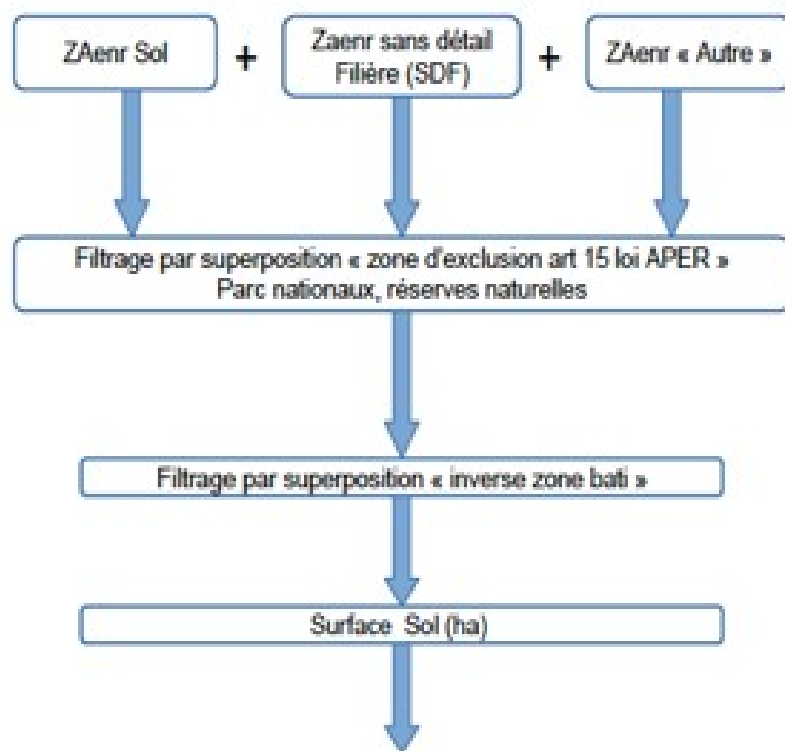 ZAenr Sol
+
Zaenr sans détail
Filière (SDF)
+
ZAenr « Autre »
Filtrage par superposition « zone d'exclusion art 15 loi APER »
Parc nationaux, réserves naturelles
Filtrage par superposition « inverse zone bati »
Surface Sol (ha)